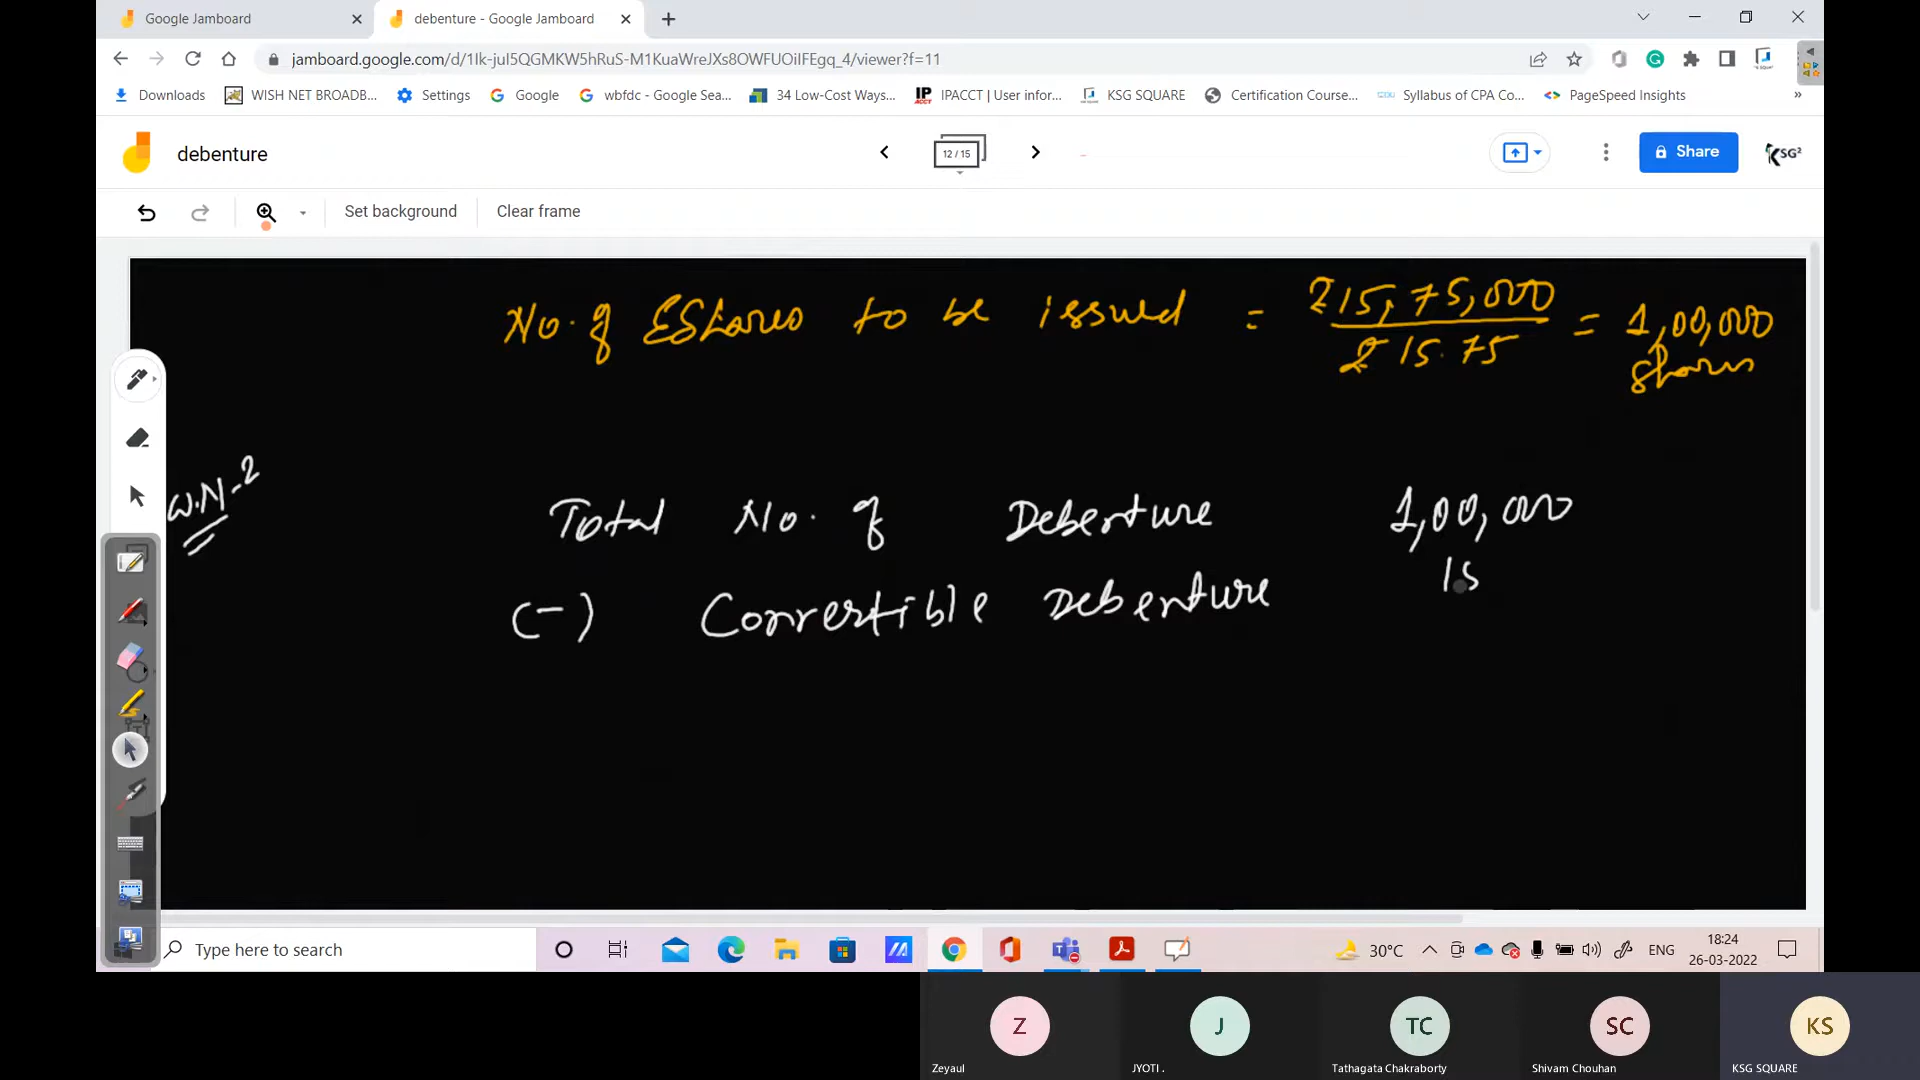 Google Jamboard
debenture - Google Jamboard
jamboard.google.com/d/1Ik-juI5QGMKW5hRuS-M1KuaWreJXs8OWFUOiIFEgq_4/viewer?f=11
Downloads WISH NET BROADB... Settings Google wbfdc - Google Sea... 34 Low-Cost Ways... IPACCT | User infor... KSG SQUARE Certification Course... Syllabus of CPA Co... PageSpeed Insights »
debenture 12 / 15 Share KSG²
Set background Clear frame
No. of EShares to be issued = ₹15,75,000 / ₹15.75 = 1,00,000 shares
W.N-2
Total No. of Debenture 1,00,000
(-) Convertible Debenture 15
Type here to search
30°C ENG 18:24
26-03-2022
Z J TC SC KS
Zeyaul JYOTI . Tathagata Chakraborty Shivam Chouhan KSG SQUARE